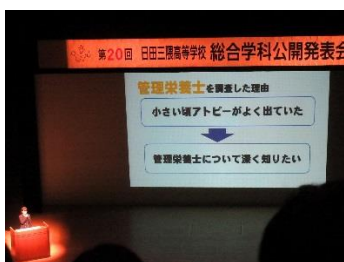 第20回 日田三隈高等学校 総合学科公開発表会
管理栄養士を調査した理由
小さい頃アトピーがよく出ていた
管理栄養士について深く知りたい